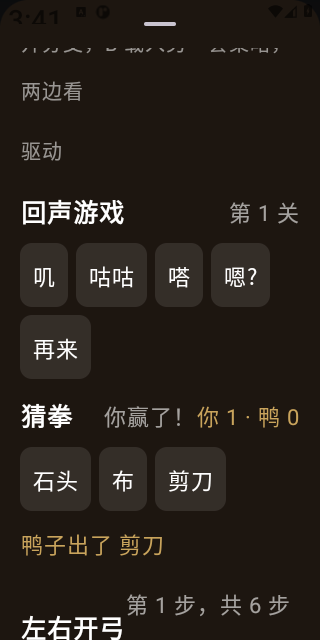 3:41
两边看
驱动
回声游戏 第 1 关
叽 咕咕 嗒 嗯?
再来
猜拳 你赢了! 你 1 · 鸭 0
石头 布 剪刀
鸭子出了 剪刀
第 1 步，共 6 步
左右开弓